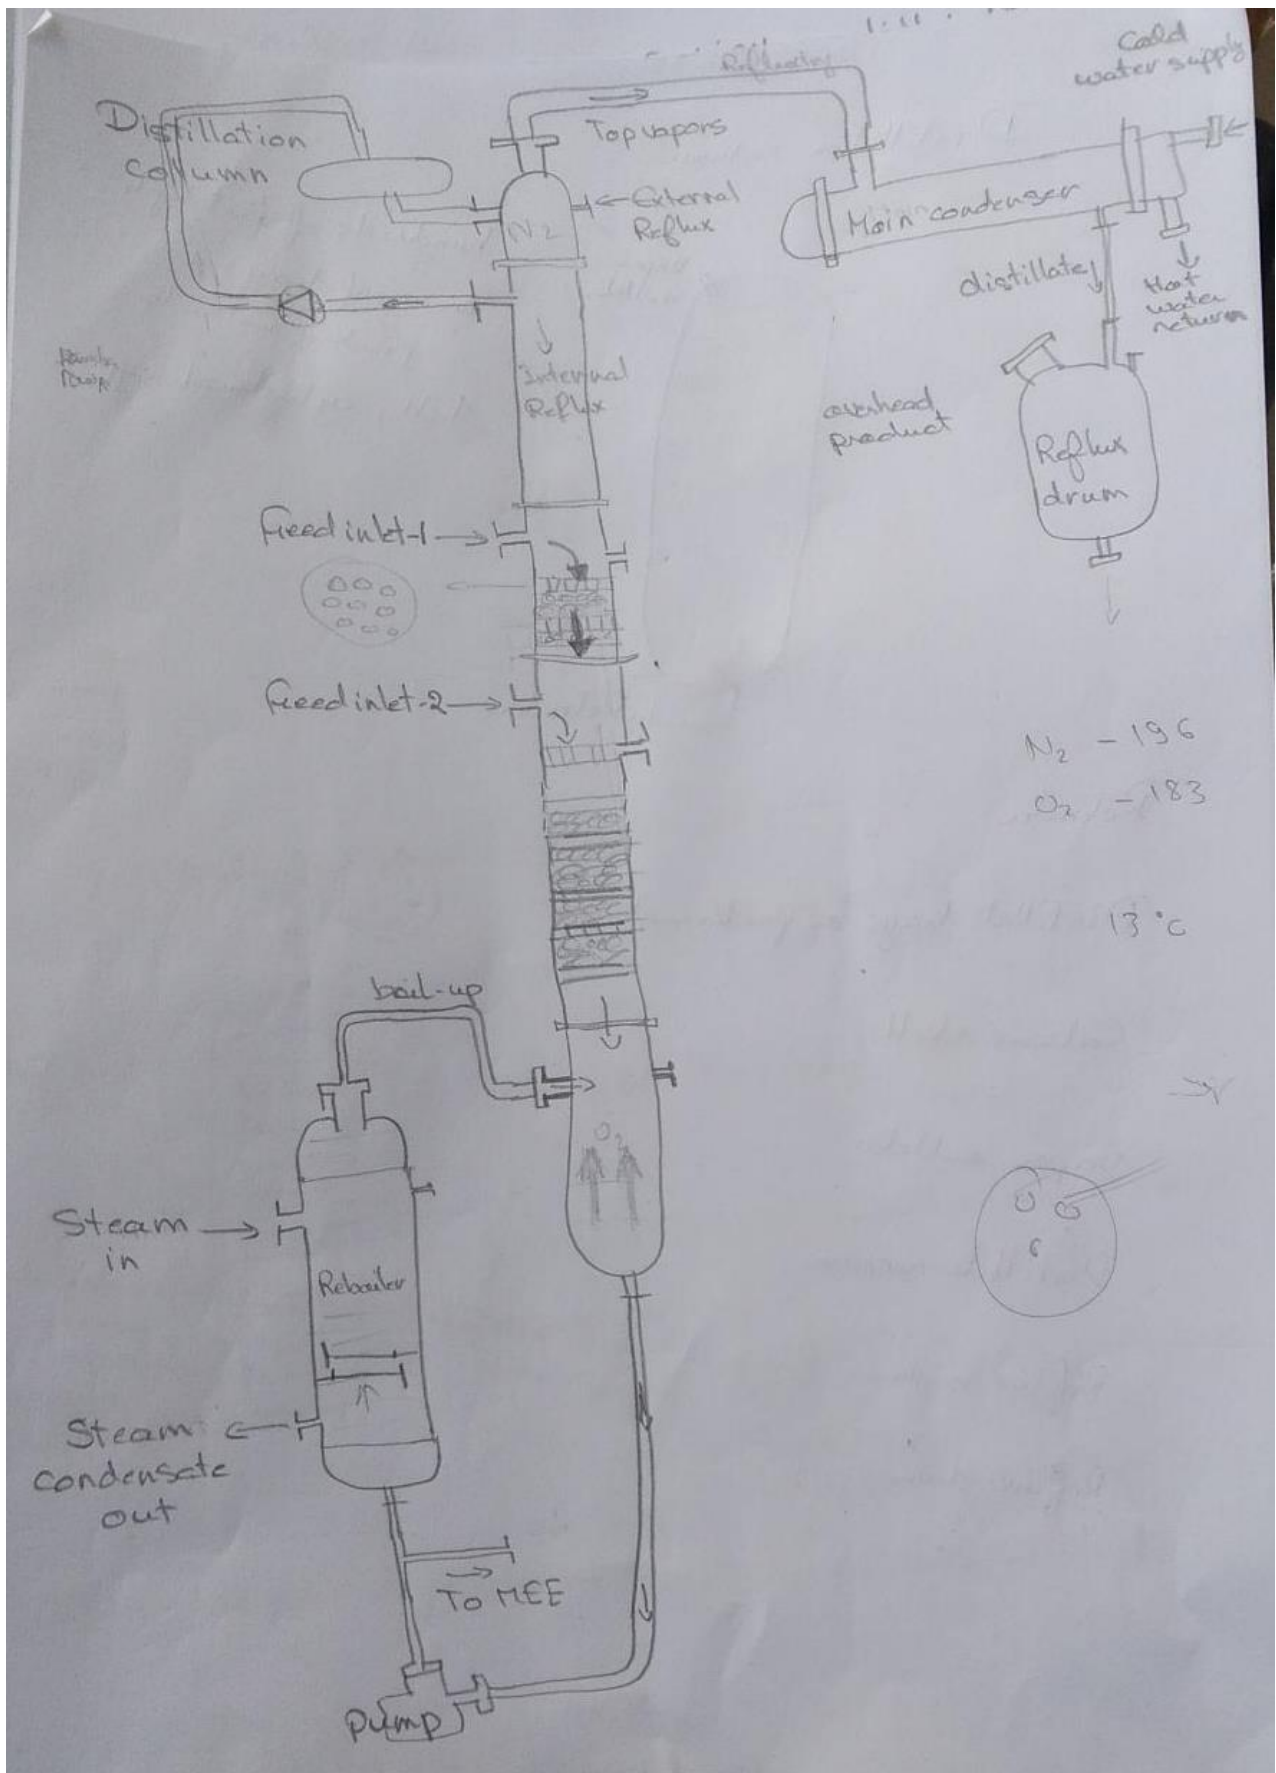 Cold
water supply
Distillation
Column
Top vapors
External
Reflux
N2
Main condenser
distillate
Hot
water
return
Internal
Reflux
overhead
product
Reflux
drum
Feed inlet-1
Feed inlet-2
N2 - 196
O2 - 183
13 °C
boil-up
O2
Steam
in
Reboiler
6
Steam
condensate
out
To MEE
Pump